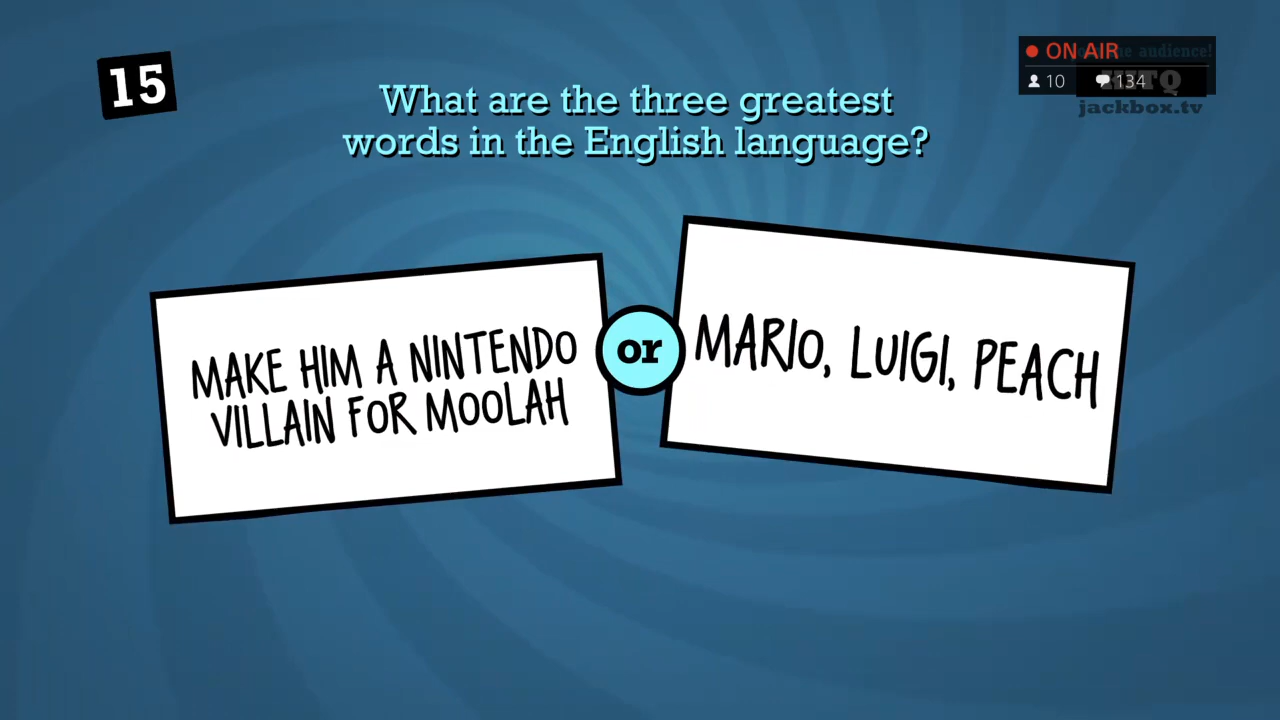 15
ON AIR
audience!
10
134
jackbox.tv
What are the three greatest
words in the English language?
MAKE HIM A NINTENDO
VILLAIN FOR MOOLAH
or
MARIO, LUIGI, PEACH